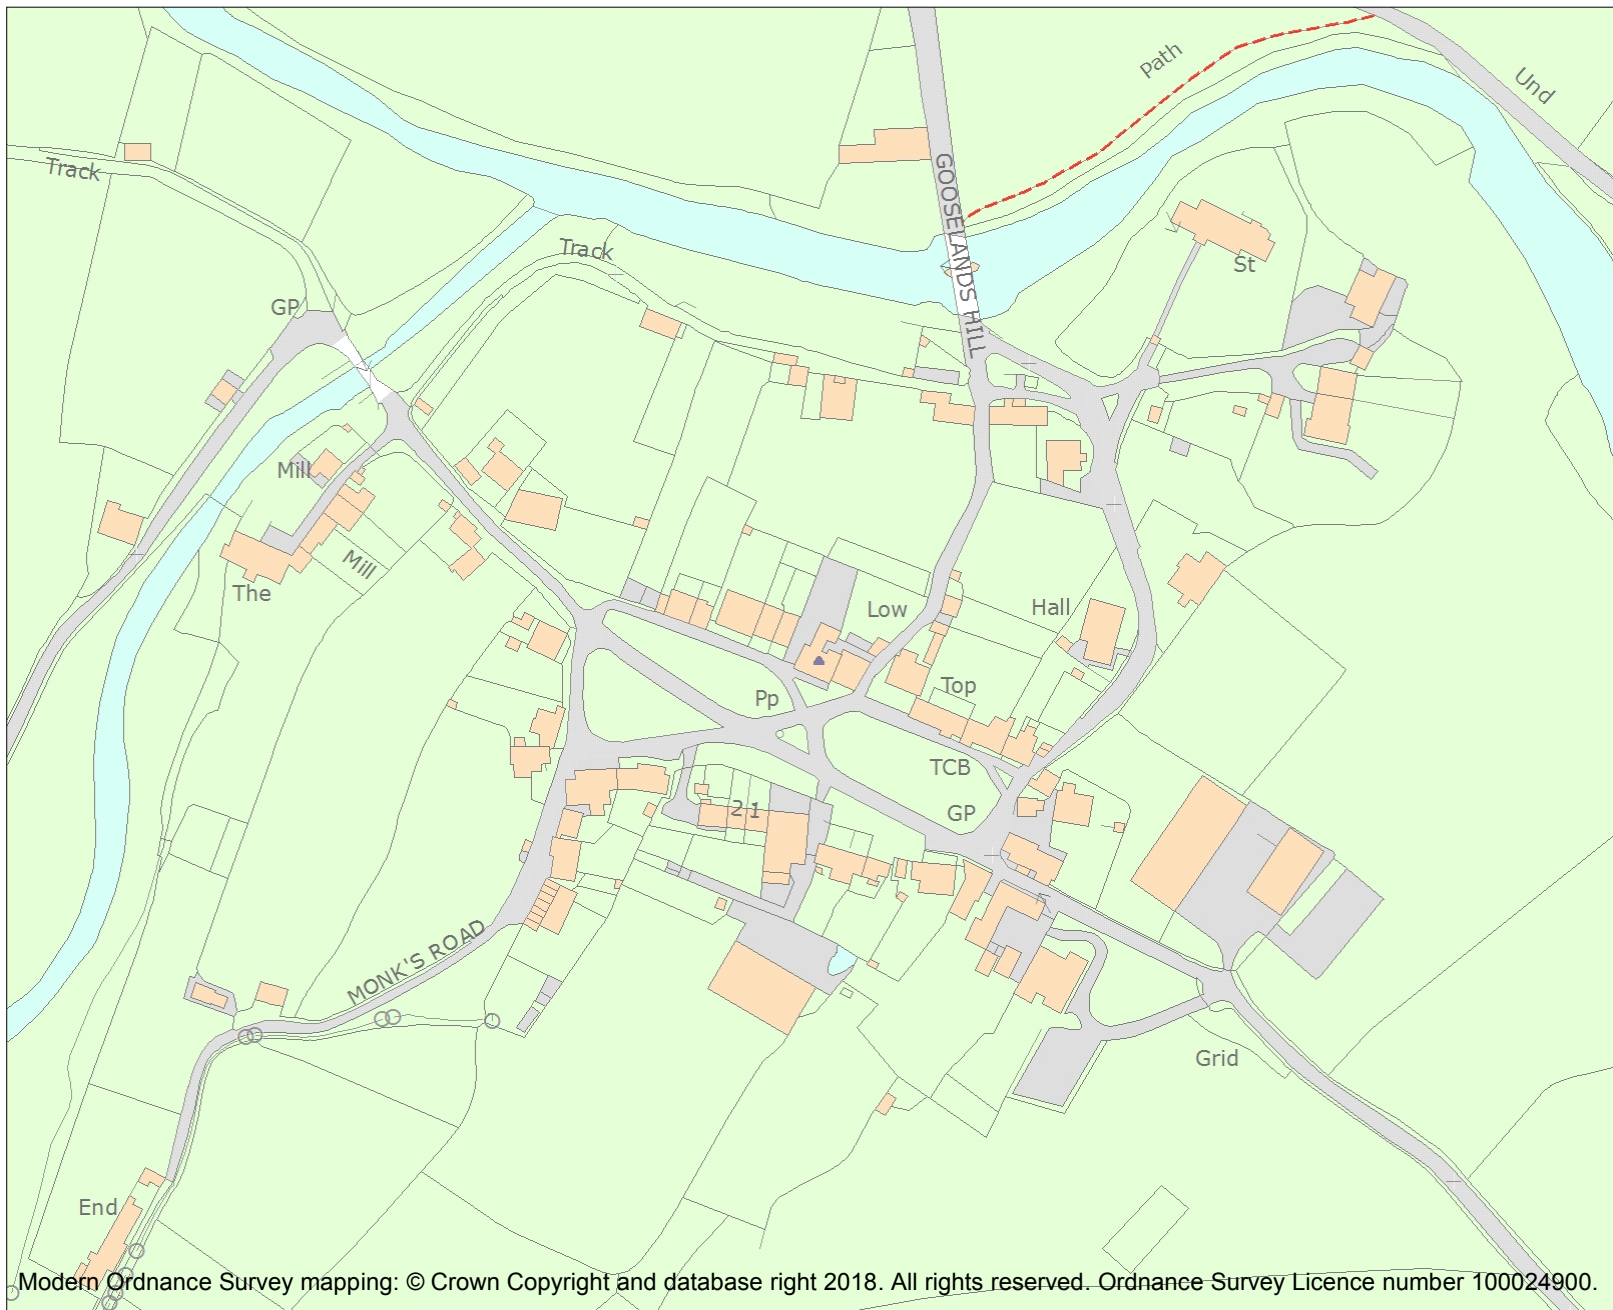 Path
Und
Track
GOOSELANDS HILL
Track
St
GP
Mill
Mill
The
Low
Hall
Top
Pp
TCB
21
GP
MONK'S ROAD
Grid
End
Modern Ordnance Survey mapping: © Crown Copyright and database right 2018. All rights reserved. Ordnance Survey Licence number 100024900.